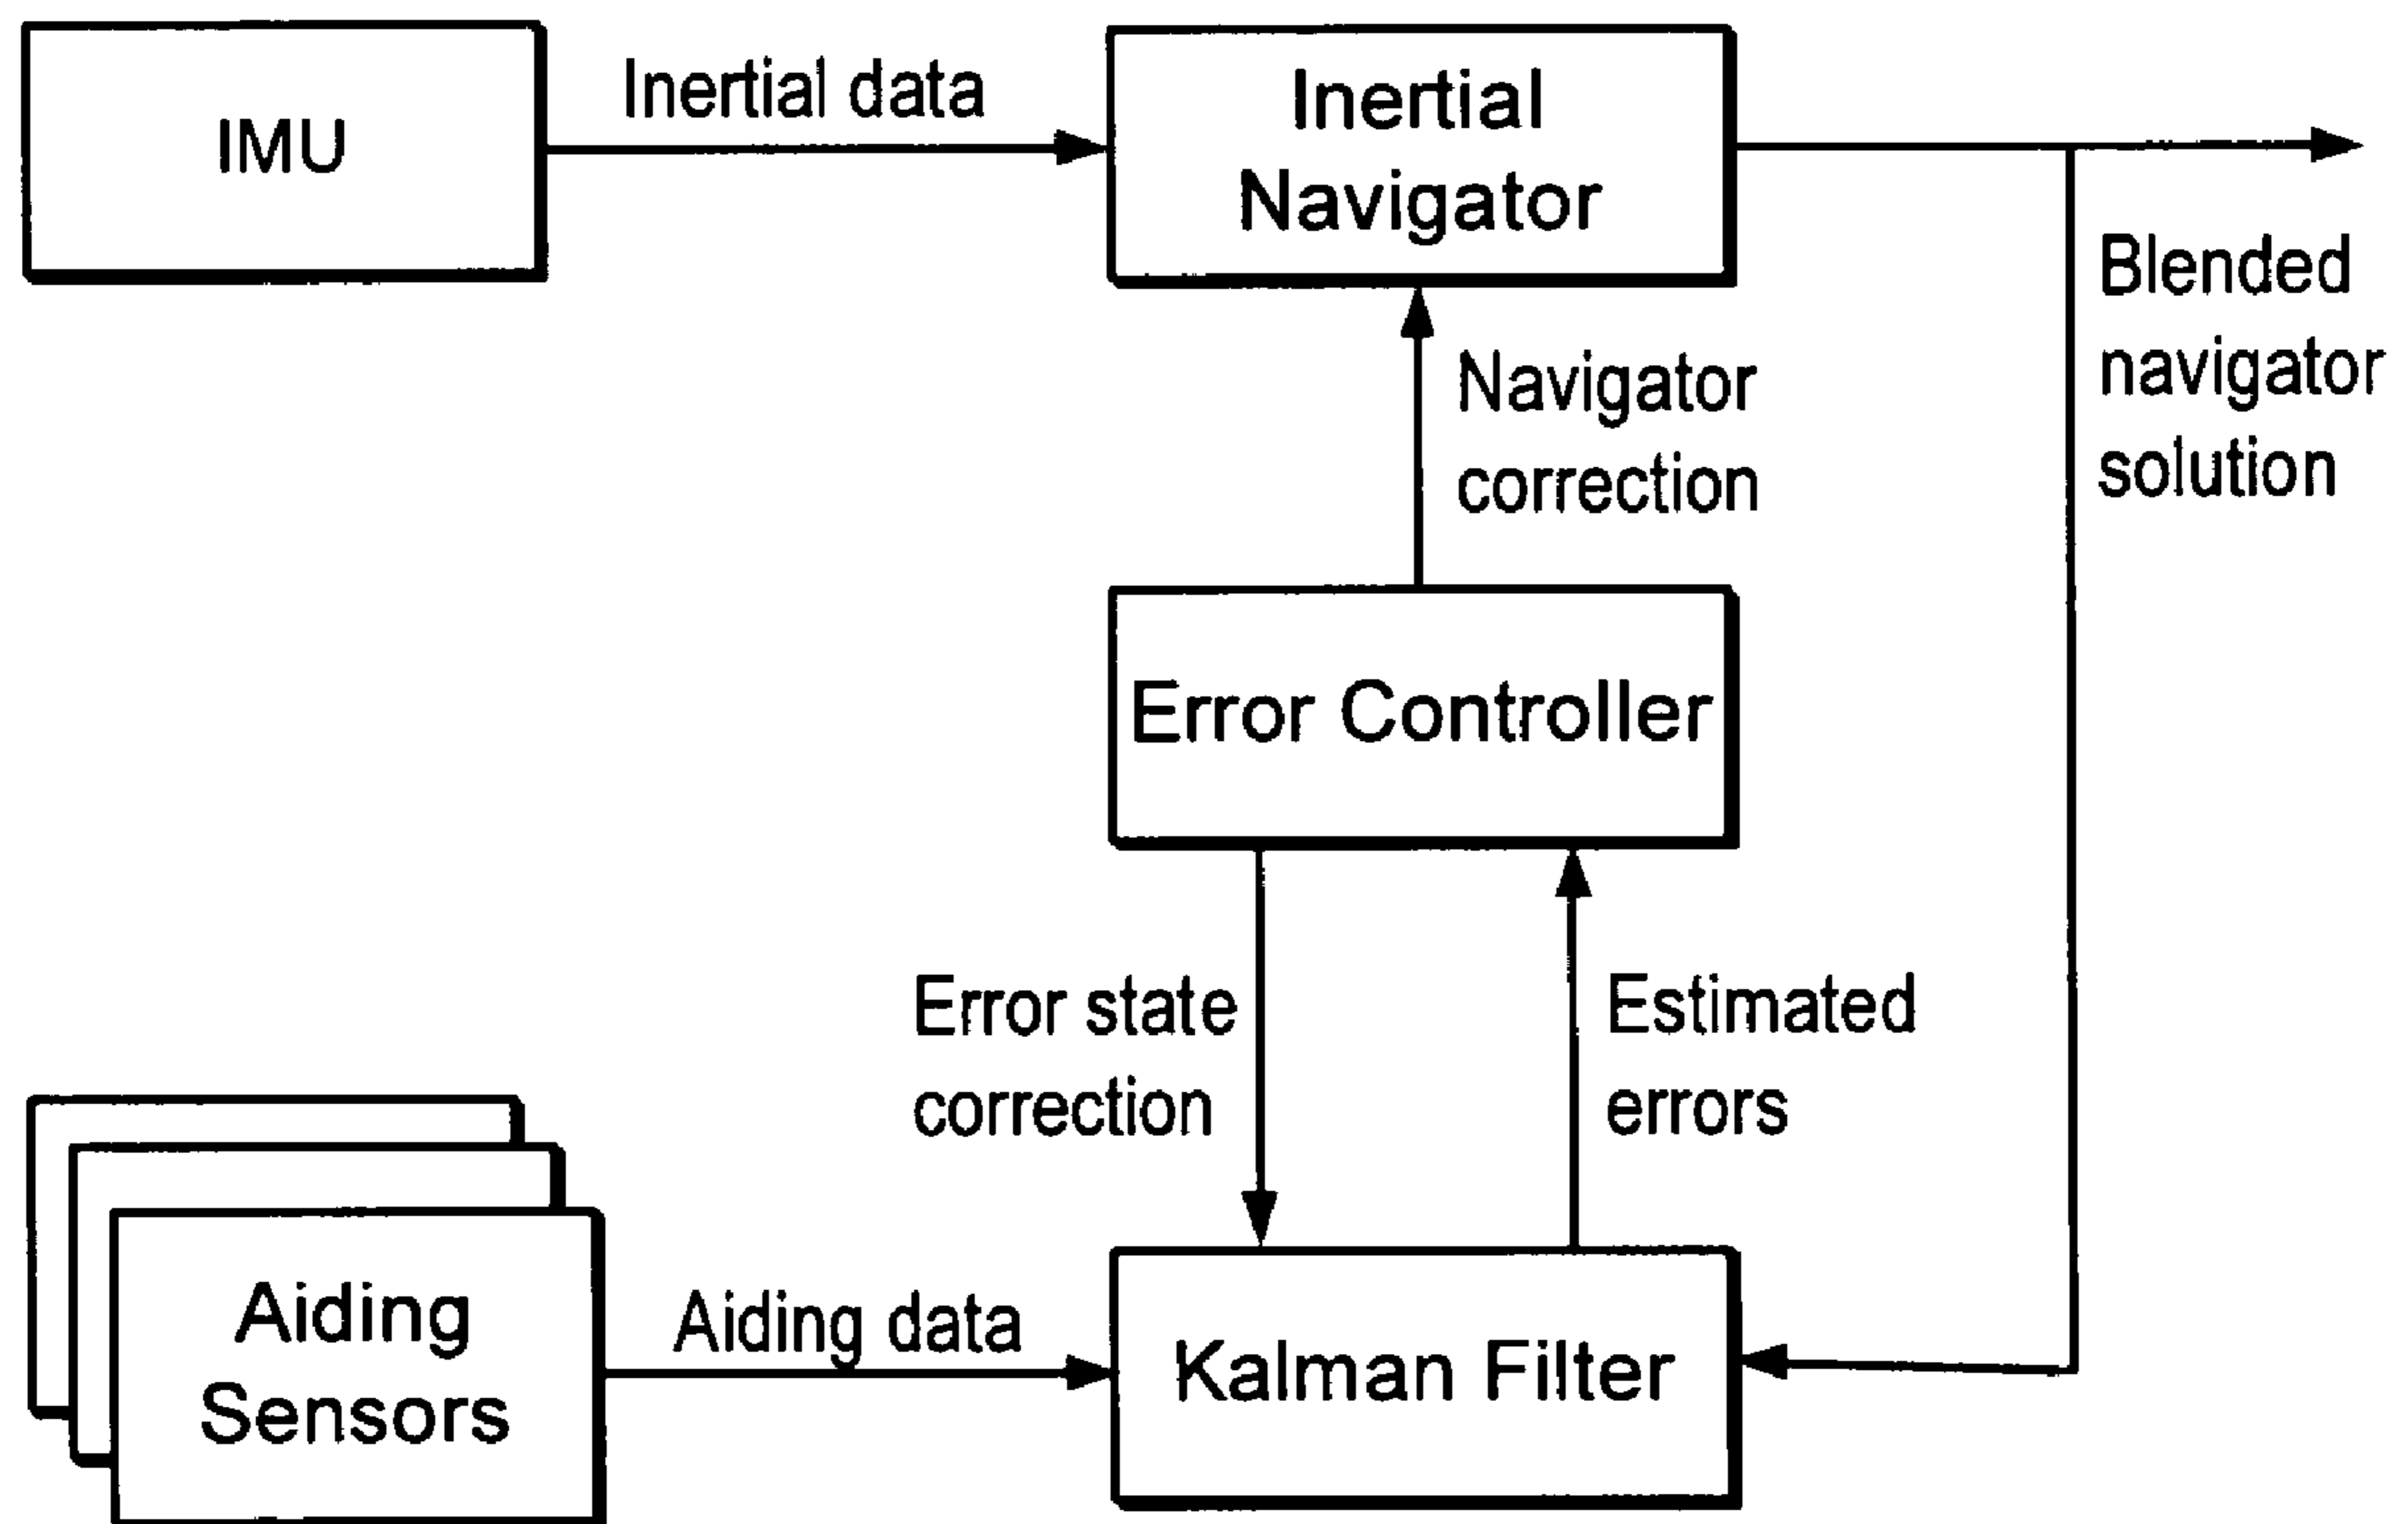 IMU
Inertial data
Inertial
Navigator
Blended
navigator
solution
Navigator
correction
Error Controller
Error state
correction
Estimated
errors
Aiding
Sensors
Aiding data
Kalman Filter